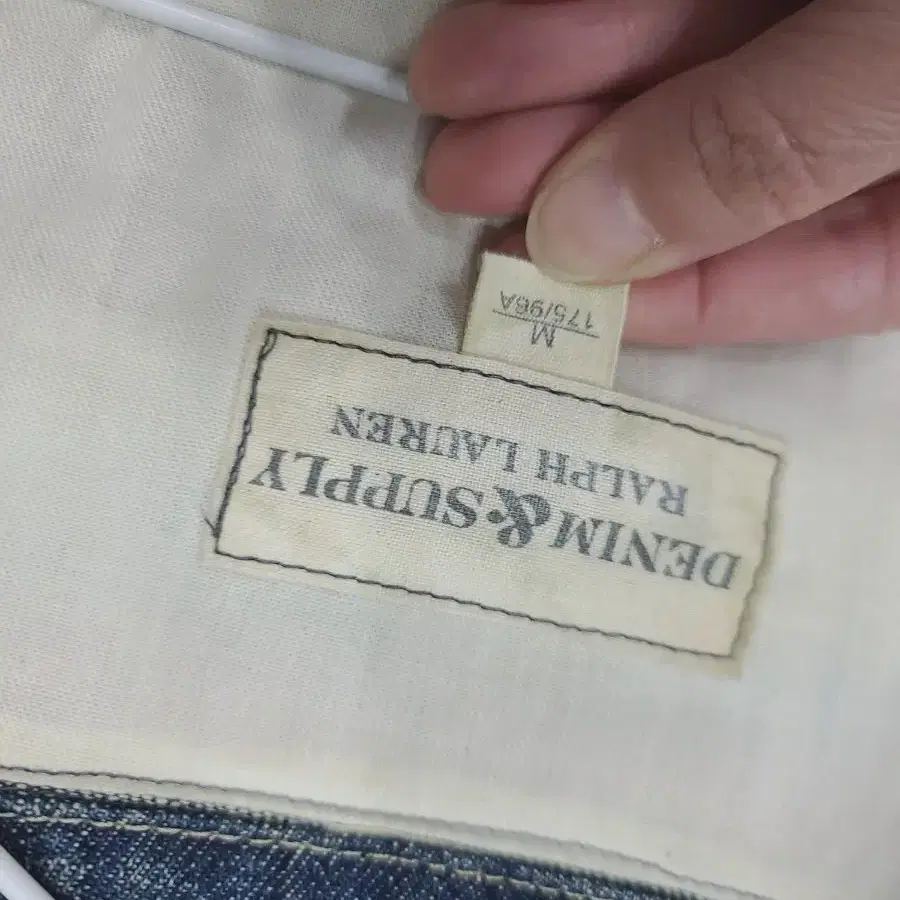 DENIM & SUPPLY
RALPH LAUREN
M
175/96A